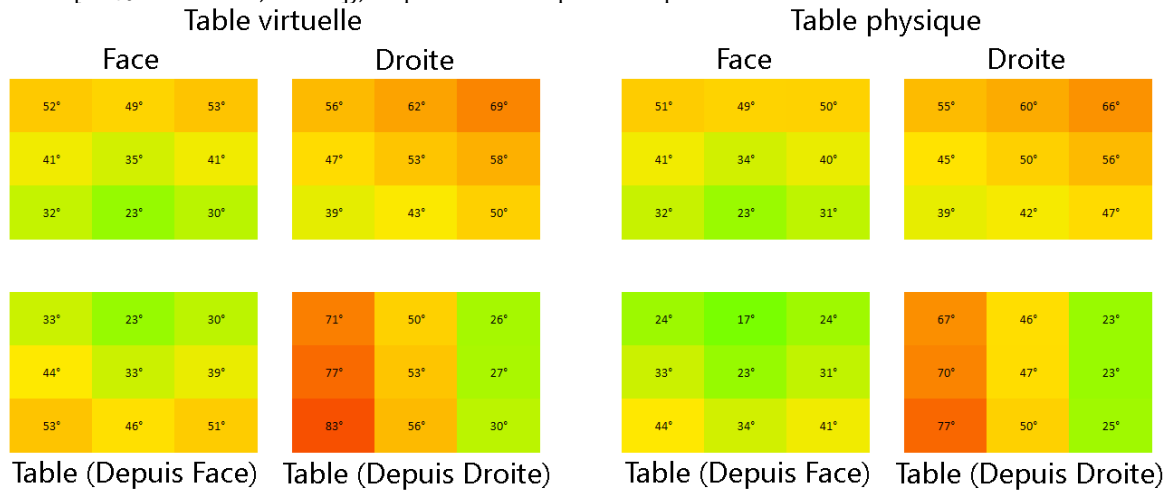 Table virtuelle Table physique
Face Droite Face Droite
52° 49° 53° 56° 62° 69° 51° 49° 50° 55° 60° 66°
41° 35° 41° 47° 53° 58° 41° 34° 40° 45° 50° 56°
32° 23° 30° 39° 43° 50° 32° 23° 31° 39° 42° 47°
33° 23° 30° 71° 50° 26° 24° 17° 24° 67° 46° 23°
44° 33° 39° 77° 53° 27° 33° 23° 31° 70° 47° 23°
53° 46° 51° 83° 56° 30° 44° 34° 41° 77° 50° 25°
Table (Depuis Face) Table (Depuis Droite) Table (Depuis Face) Table (Depuis Droite)